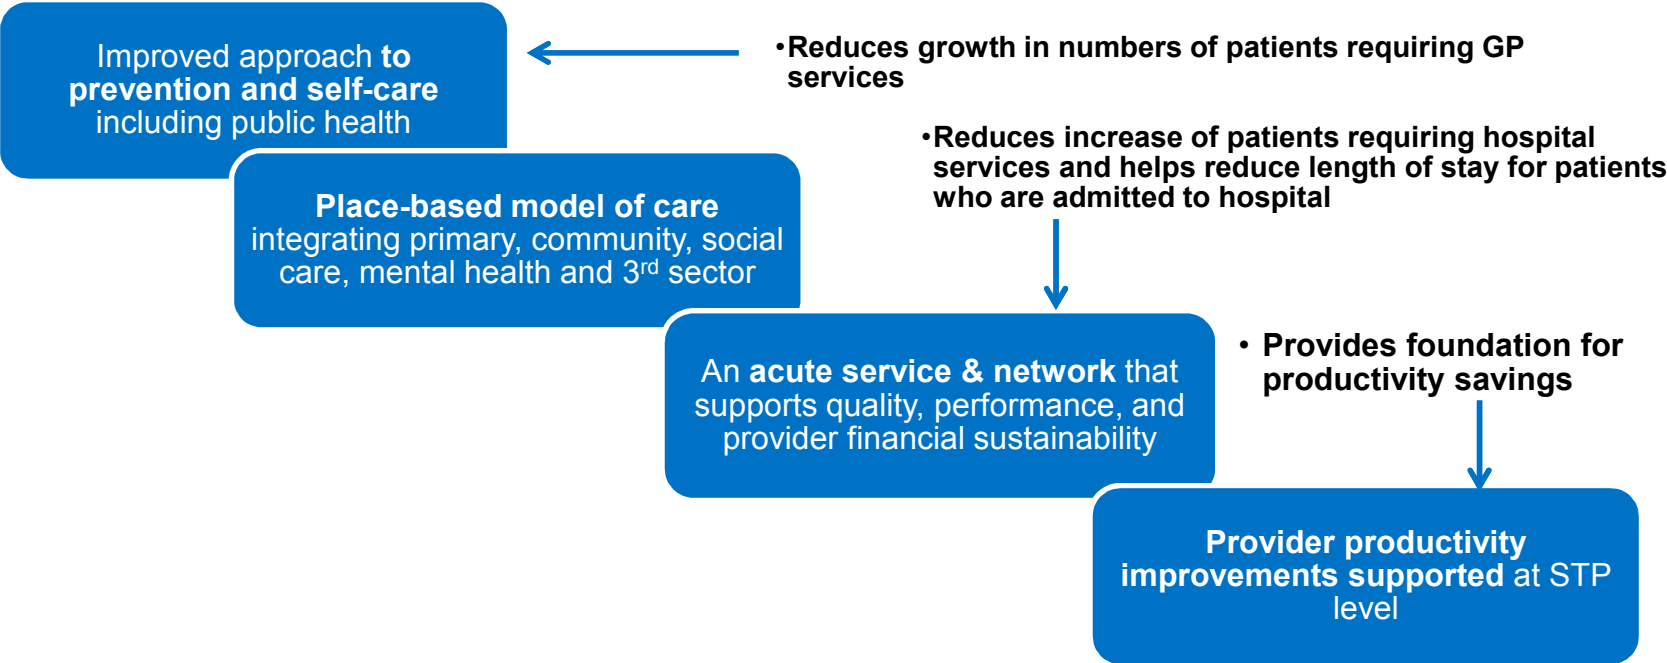 Improved approach to
prevention and self-care
including public health
•Reduces growth in numbers of patients requiring GP
services
•Reduces increase of patients requiring hospital
services and helps reduce length of stay for patients
who are admitted to hospital
Place-based model of care
integrating primary, community, social
care, mental health and 3rd sector
• Provides foundation for
productivity savings
An acute service & network that
supports quality, performance, and
provider financial sustainability
Provider productivity
improvements supported at STP
level